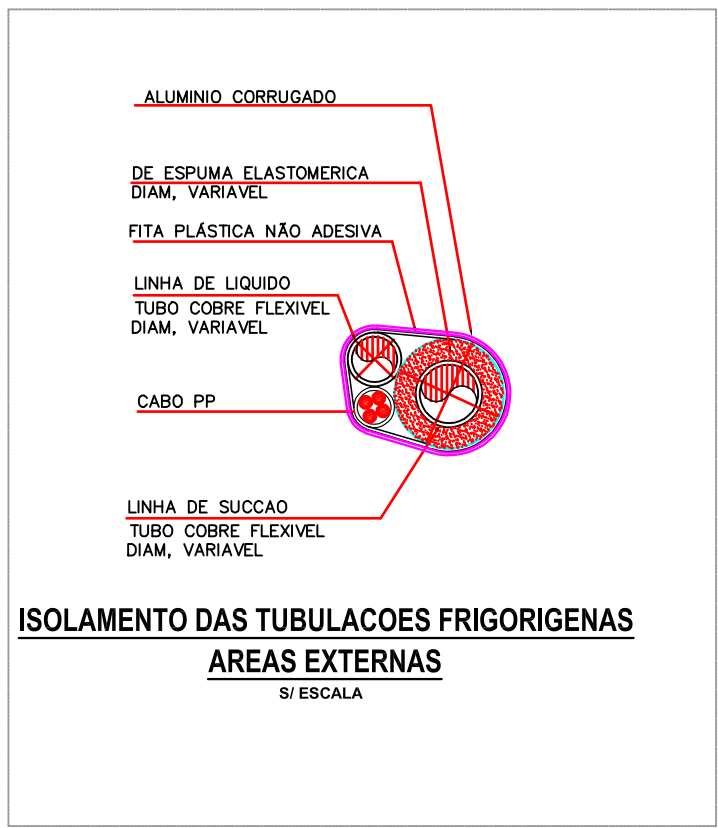 ALUMINIO CORRUGADO
DE ESPUMA ELASTOMERICA
DIAM, VARIAVEL
FITA PLÁSTICA NÃO ADESIVA
LINHA DE LIQUIDO
TUBO COBRE FLEXIVEL
DIAM, VARIAVEL
CABO PP
LINHA DE SUCCAO
TUBO COBRE FLEXIVEL
DIAM, VARIAVEL
ISOLAMENTO DAS TUBULACOES FRIGORIGENAS
AREAS EXTERNAS
S/ ESCALA